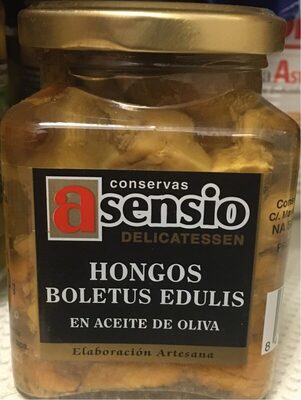 conservas
asensio
DELICATESSEN
HONGOS
BOLETUS EDULIS
EN ACEITE DE OLIVA
Elaboración Artesana